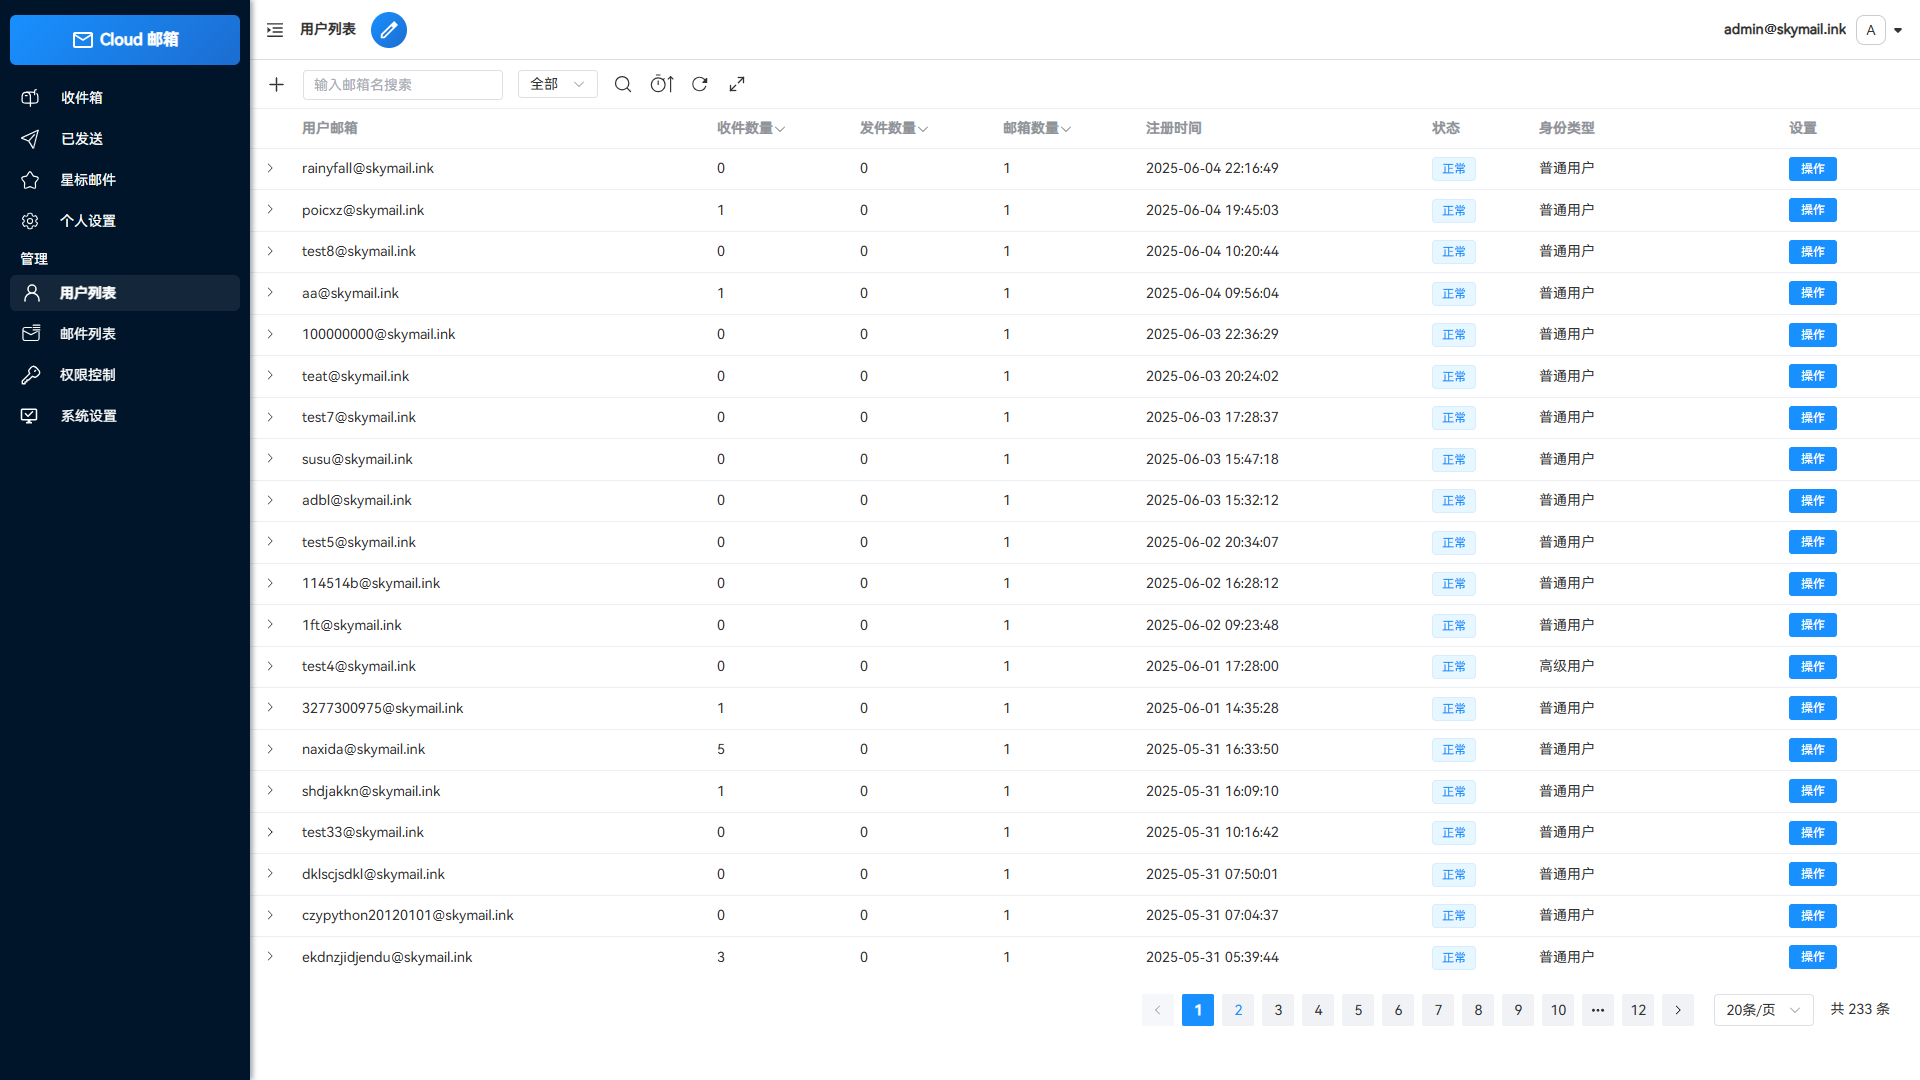 Cloud 邮箱
收件箱
已发送
星标邮件
个人设置
管理
用户列表
邮件列表
权限控制
系统设置
用户列表
admin@skymail.ink A
输入邮箱名搜索 全部
用户邮箱 收件数量 发件数量 邮箱数量 注册时间 状态 身份类型 设置
rainyfall@skymail.ink 0 0 1 2025-06-04 22:16:49 正常 普通用户 操作
poicxz@skymail.ink 1 0 1 2025-06-04 19:45:03 正常 普通用户 操作
test8@skymail.ink 0 0 1 2025-06-04 10:20:44 正常 普通用户 操作
aa@skymail.ink 1 0 1 2025-06-04 09:56:04 正常 普通用户 操作
100000000@skymail.ink 0 0 1 2025-06-03 22:36:29 正常 普通用户 操作
teat@skymail.ink 0 0 1 2025-06-03 20:24:02 正常 普通用户 操作
test7@skymail.ink 0 0 1 2025-06-03 17:28:37 正常 普通用户 操作
susu@skymail.ink 0 0 1 2025-06-03 15:47:18 正常 普通用户 操作
adbl@skymail.ink 0 0 1 2025-06-03 15:32:12 正常 普通用户 操作
test5@skymail.ink 0 0 1 2025-06-02 20:34:07 正常 普通用户 操作
114514b@skymail.ink 0 0 1 2025-06-02 16:28:12 正常 普通用户 操作
1ft@skymail.ink 0 0 1 2025-06-02 09:23:48 正常 普通用户 操作
test4@skymail.ink 0 0 1 2025-06-01 17:28:00 正常 高级用户 操作
3277300975@skymail.ink 1 0 1 2025-06-01 14:35:28 正常 普通用户 操作
naxida@skymail.ink 5 0 1 2025-05-31 16:33:50 正常 普通用户 操作
shdjakkn@skymail.ink 1 0 1 2025-05-31 16:09:10 正常 普通用户 操作
test33@skymail.ink 0 0 1 2025-05-31 10:16:42 正常 普通用户 操作
dklscjsdkl@skymail.ink 0 0 1 2025-05-31 07:50:01 正常 普通用户 操作
czypython20120101@skymail.ink 0 0 1 2025-05-31 07:04:37 正常 普通用户 操作
ekdnzjidjendu@skymail.ink 3 0 1 2025-05-31 05:39:44 正常 普通用户 操作
1 2 3 4 5 6 7 8 9 10 ••• 12 20条/页 共 233 条